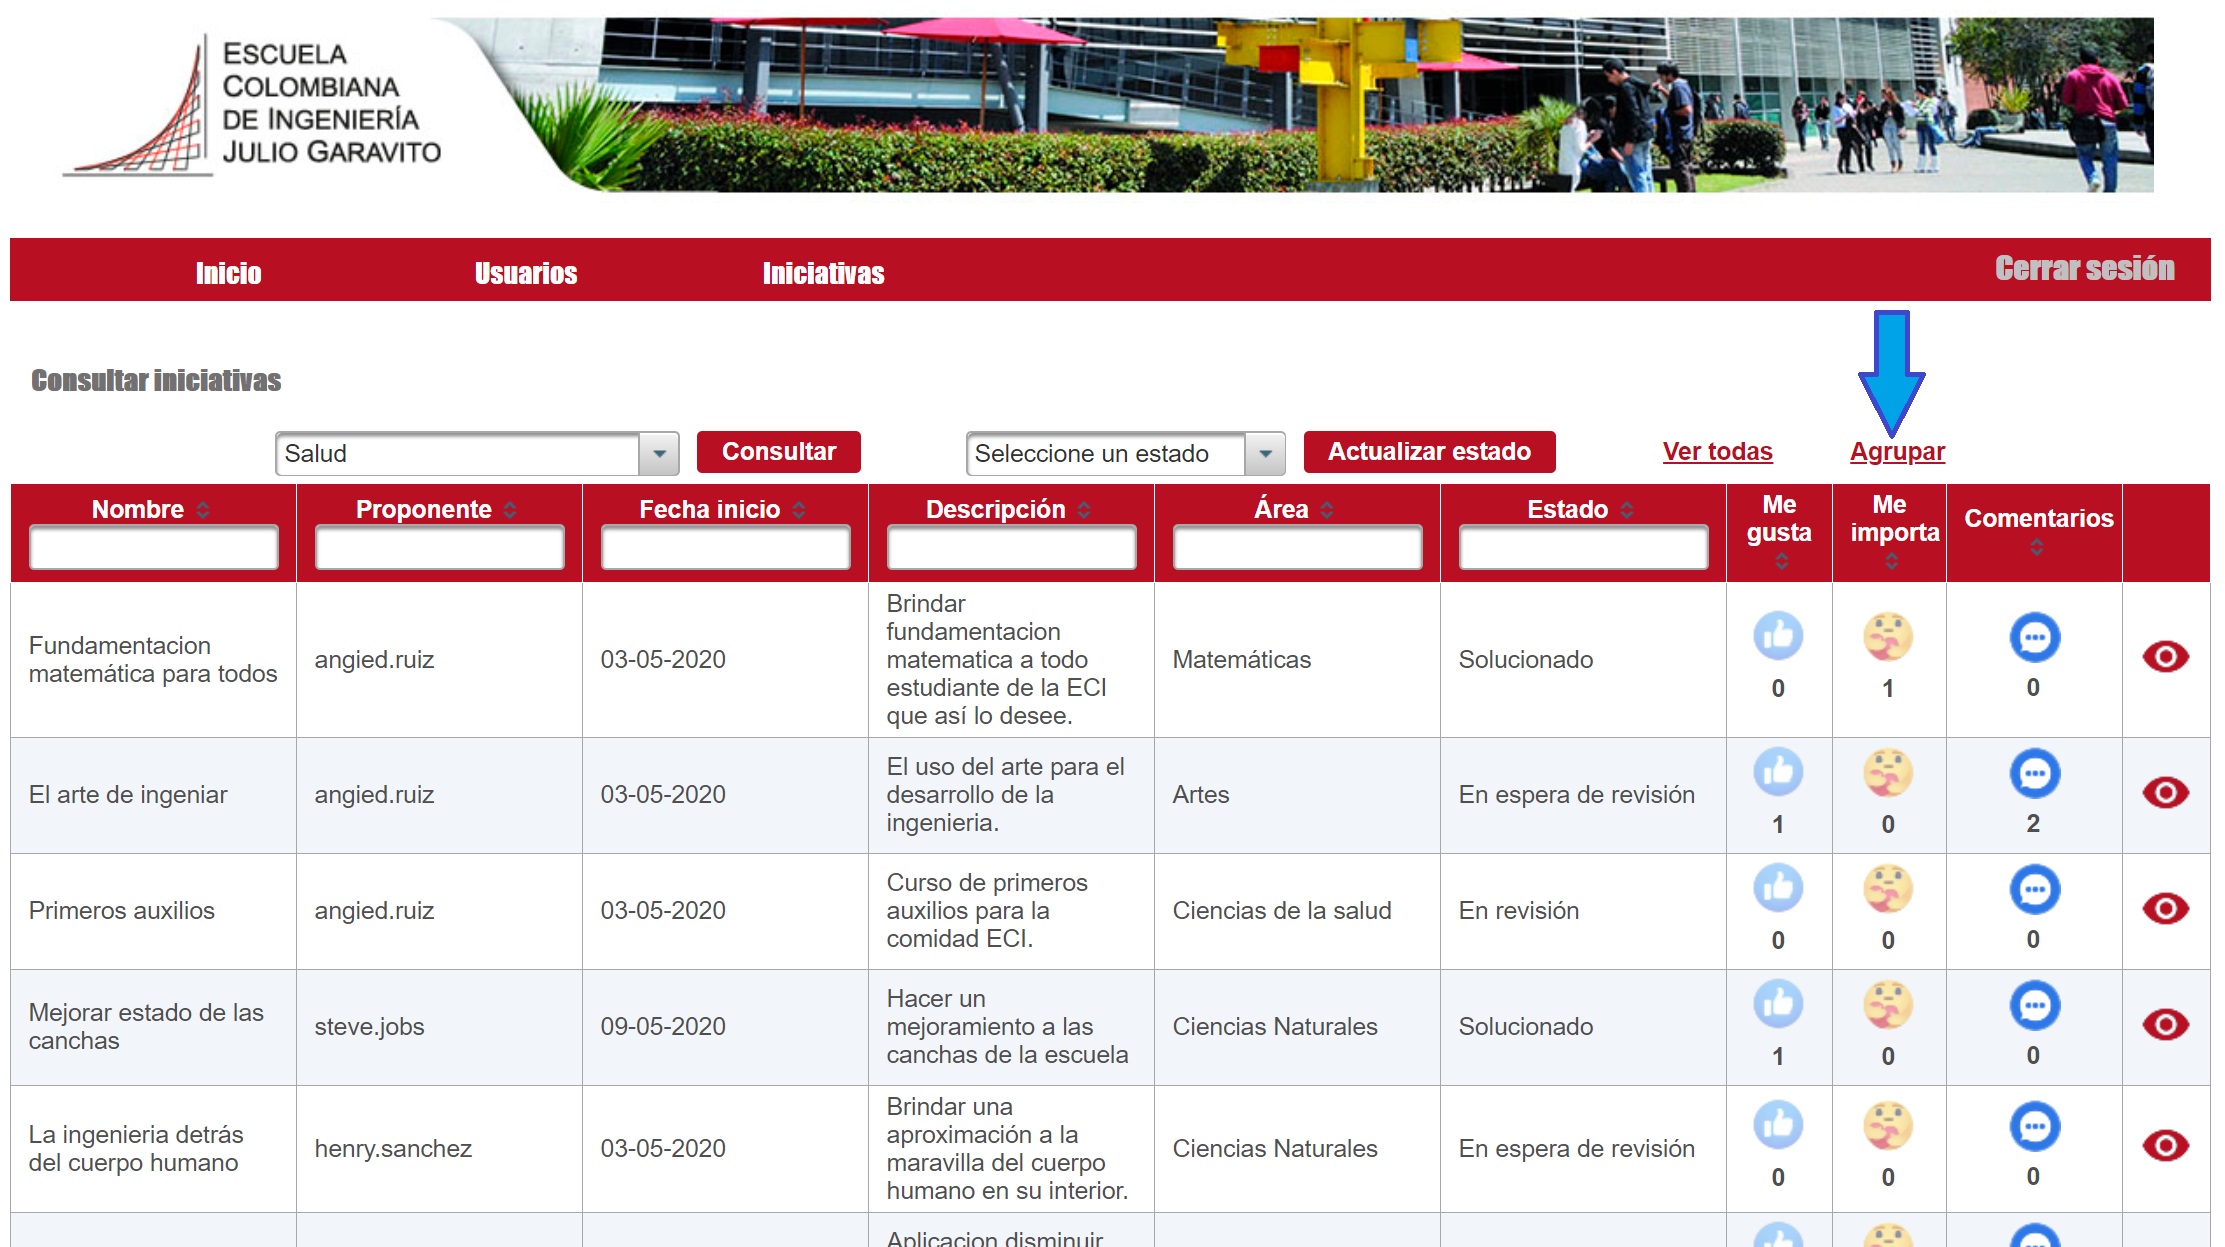 ESCUELA
COLOMBIANA
DE INGENIERÍA
JULIO GARAVITO
Inicio Usuarios Iniciativas Cerrar sesión
Consultar iniciativas
Salud Consultar Seleccione un estado Actualizar estado Ver todas Agrupar
Nombre Proponente Fecha inicio Descripción Área Estado Me gusta Me importa Comentarios
Fundamentacion
matemática para todos
angied.ruiz
03-05-2020
Brindar
fundamentacion
matematica a todo
estudiante de la ECI
que así lo desee.
Matemáticas
Solucionado
0
1
0
El arte de ingeniar
angied.ruiz
03-05-2020
El uso del arte para el
desarrollo de la
ingenieria.
Artes
En espera de revisión
1
0
2
Primeros auxilios
angied.ruiz
03-05-2020
Curso de primeros
auxilios para la
comidad ECI.
Ciencias de la salud
En revisión
0
0
0
Mejorar estado de las
canchas
steve.jobs
09-05-2020
Hacer un
mejoramiento a las
canchas de la escuela
Ciencias Naturales
Solucionado
1
0
0
La ingenieria detrás
del cuerpo humano
henry.sanchez
03-05-2020
Brindar una
aproximación a la
maravilla del cuerpo
humano en su interior.
Ciencias Naturales
En espera de revisión
0
0
0
Aplicacion disminuir